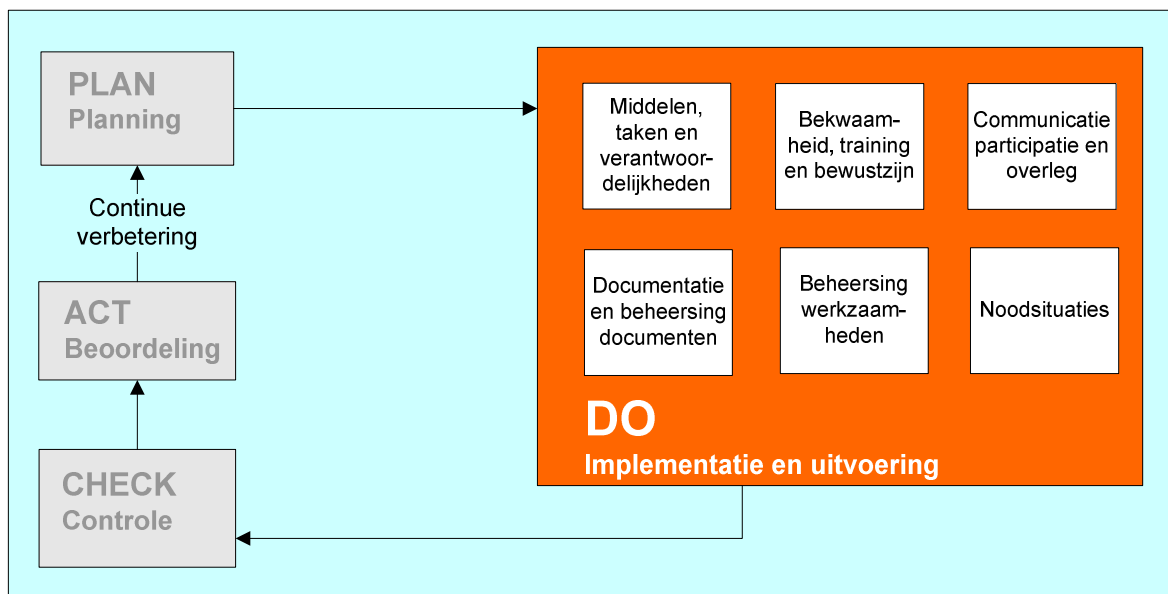 PLAN
Planning
Continue
verbetering
ACT
Beoordeling
CHECK
Controle
Middelen,
taken en
verantwoor-
delijkheden
Bekwaam-
heid, training
en bewustzijn
Communicatie
participatie en
overleg
Documentatie
en beheersing
documenten
Beheersing
werkzaam-
heden
Noodsituaties
DO
Implementatie en uitvoering